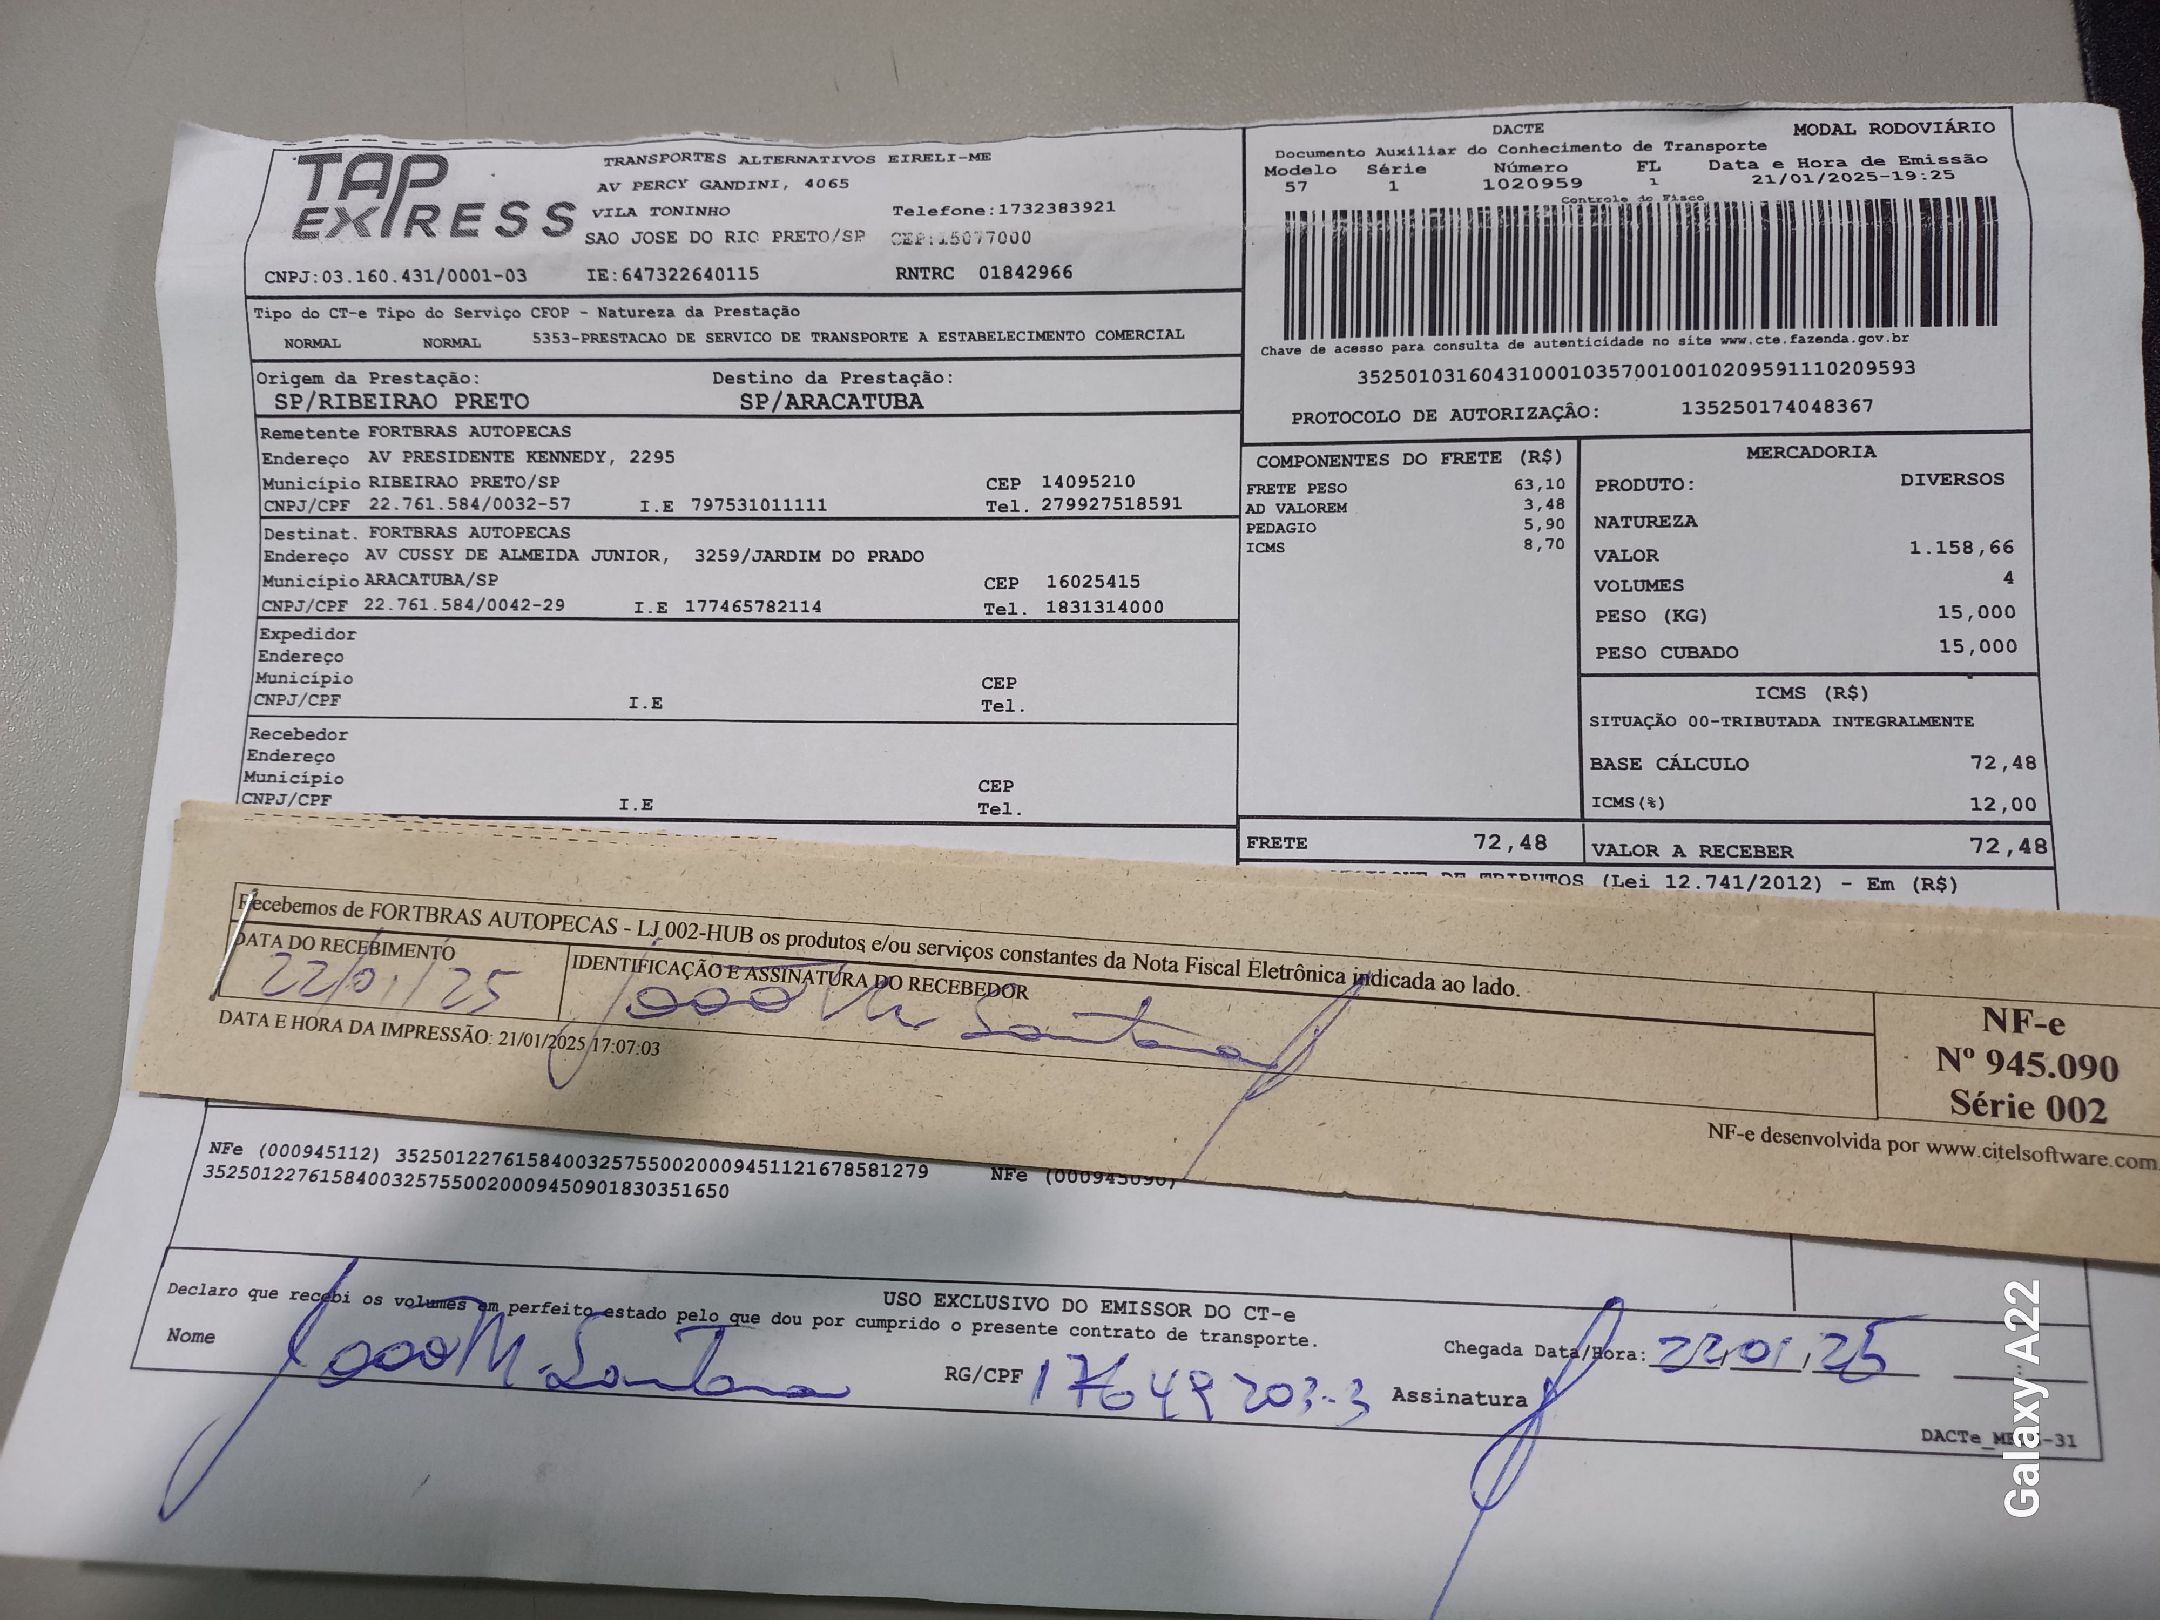 TAP EXPRESS
TRANSPORTES ALTERNATIVOS EIRELI-ME
AV PERCY GANDINI, 4065
VILA TONINHO Telefone:1732383921
SAO JOSE DO RIO PRETO/SP CEP:15077000
CNPJ:03.160.431/0001-03 IE:647322640115 RNTRC 01842966
DACTE MODAL RODOVIÁRIO
Documento Auxiliar do Conhecimento de Transporte
Modelo Série Número FL Data e Hora de Emissão
57 1 1020959 1 21/01/2025-19:25
Controle do Fisco
Chave de acesso para consulta de autenticidade no site www.cte.fazenda.gov.br
35250103160431000103570010010209591110209593
PROTOCOLO DE AUTORIZAÇÂO: 135250174048367
Tipo do CT-e Tipo do Serviço CFOP - Natureza da Prestação
NORMAL NORMAL 5353-PRESTACAO DE SERVICO DE TRANSPORTE A ESTABELECIMENTO COMERCIAL
Origem da Prestação: Destino da Prestação:
SP/RIBEIRAO PRETO SP/ARACATUBA
Remetente FORTBRAS AUTOPECAS
Endereço AV PRESIDENTE KENNEDY, 2295
Município RIBEIRAO PRETO/SP CEP 14095210
CNPJ/CPF 22.761.584/0032-57 I.E 797531011111 Tel. 279927518591
Destinat. FORTBRAS AUTOPECAS
Endereço AV CUSSY DE ALMEIDA JUNIOR, 3259/JARDIM DO PRADO
Município ARACATUBA/SP CEP 16025415
CNPJ/CPF 22.761.584/0042-29 I.E 177465782114 Tel. 1831314000
Expedidor
Endereço
Município CEP
CNPJ/CPF I.E Tel.
Recebedor
Endereço
Município CEP
CNPJ/CPF I.E Tel.
COMPONENTES DO FRETE (R$)
FRETE PESO 63,10
AD VALOREM 3,48
PEDAGIO 5,90
ICMS 8,70
MERCADORIA
PRODUTO: DIVERSOS
NATUREZA
VALOR 1.158,66
VOLUMES 4
PESO (KG) 15,000
PESO CUBADO 15,000
ICMS (R$)
SITUAÇÃO 00-TRIBUTADA INTEGRALMENTE
BASE CÁLCULO 72,48
ICMS(%) 12,00
FRETE 72,48 VALOR A RECEBER 72,48
DE TRIBUTOS (Lei 12.741/2012) - Em (R$)
Recebemos de FORTBRAS AUTOPECAS - LJ 002-HUB os produtos e/ou serviços constantes da Nota Fiscal Eletrônica indicada ao lado.
DATA DO RECEBIMENTO IDENTIFICAÇÃO E ASSINATURA DO RECEBEDOR
22/01/25 João M Santana
DATA E HORA DA IMPRESSÃO: 21/01/2025 17:07:03
NF-e
Nº 945.090
Série 002
NF-e desenvolvida por www.citelsoftware.com
NFe (000945112) 35250122761584003257550020009451121678581279 NFe (000945090)
35250122761584003257550020009450901830351650
USO EXCLUSIVO DO EMISSOR DO CT-e
Declaro que recebi os volumes em perfeito estado pelo que dou por cumprido o presente contrato de transporte.
Nome João M. Santana RG/CPF 17649203-3 Assinatura
Chegada Data/Hora: 22/01/25
Galaxy A22